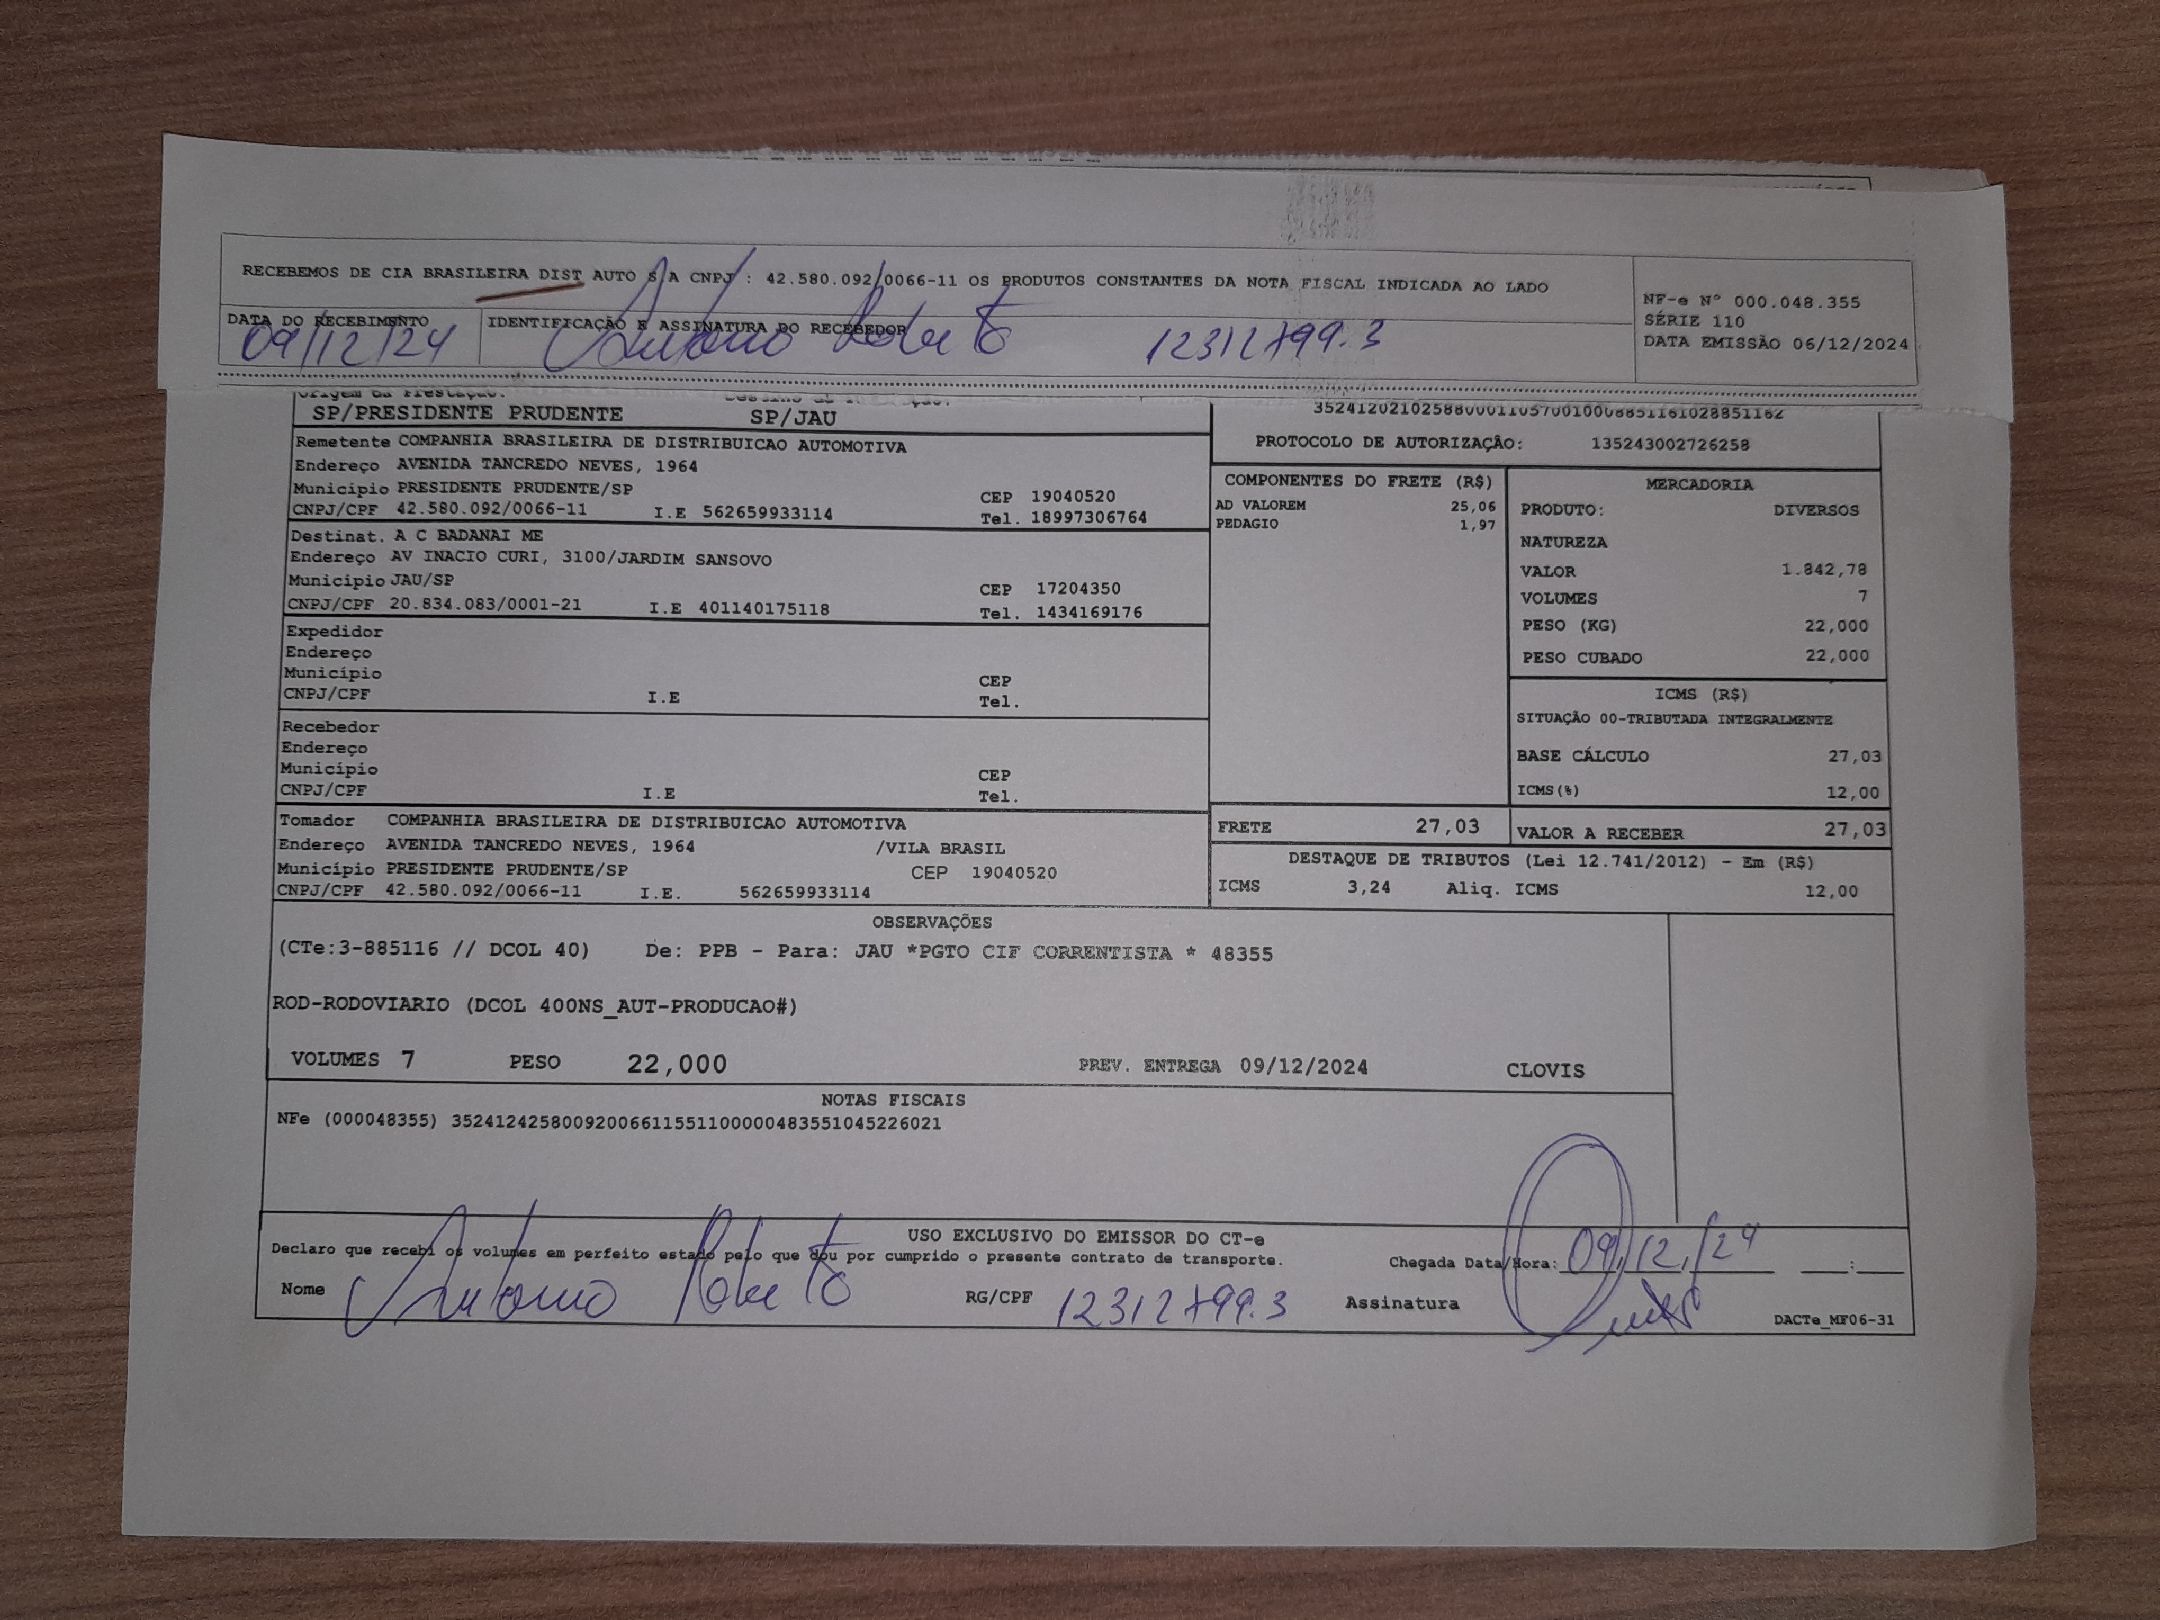 RECEBEMOS DE CIA BRASILEIRA DIST AUTO S A CNPJ : 42.580.092/0066-11 OS PRODUTOS CONSTANTES DA NOTA FISCAL INDICADA AO LADO
NF-e Nº 000.048.355
SÉRIE 110
DATA EMISSÃO 06/12/2024
DATA DO RECEBIMENTO
09/12/24
IDENTIFICAÇÃO E ASSINATURA DO RECEBEDOR
Antonio Roberto 12312799.3
Origem da Prestação:
SP/PRESIDENTE PRUDENTE SP/JAU
PROTOCOLO DE AUTORIZAÇÃO: 135243002726258
Remetente COMPANHIA BRASILEIRA DE DISTRIBUICAO AUTOMOTIVA
Endereço AVENIDA TANCREDO NEVES, 1964
Município PRESIDENTE PRUDENTE/SP CEP 19040520
CNPJ/CPF 42.580.092/0066-11 I.E 562659933114 Tel. 18997306764
Destinat. A C BADANAI ME
Endereço AV INACIO CURI, 3100/JARDIM SANSOVO
Município JAU/SP CEP 17204350
CNPJ/CPF 20.834.083/0001-21 I.E 401140175118 Tel. 1434169176
Expedidor
Endereço
Município CEP
CNPJ/CPF I.E Tel.
Recebedor
Endereço
Município CEP
CNPJ/CPF I.E Tel.
Tomador COMPANHIA BRASILEIRA DE DISTRIBUICAO AUTOMOTIVA
Endereço AVENIDA TANCREDO NEVES, 1964 /VILA BRASIL
Município PRESIDENTE PRUDENTE/SP CEP 19040520
CNPJ/CPF 42.580.092/0066-11 I.E. 562659933114
COMPONENTES DO FRETE (R$)
AD VALOREM 25,06
PEDAGIO 1,97
MERCADORIA
PRODUTO: DIVERSOS
NATUREZA
VALOR 1.842,78
VOLUMES 7
PESO (KG) 22,000
PESO CUBADO 22,000
ICMS (R$)
SITUAÇÃO 00-TRIBUTADA INTEGRALMENTE
BASE CÁLCULO 27,03
ICMS(%) 12,00
FRETE 27,03 VALOR A RECEBER 27,03
DESTAQUE DE TRIBUTOS (Lei 12.741/2012) - Em (R$)
ICMS 3,24 Aliq. ICMS 12,00
OBSERVAÇÕES
(CTe:3-885116 // DCOL 40) De: PPB - Para: JAU *PGTO CIF CORRENTISTA * 48355
ROD-RODOVIARIO (DCOL 400NS_AUT-PRODUCAO#)
VOLUMES 7 PESO 22,000 PREV. ENTREGA 09/12/2024 CLOVIS
NOTAS FISCAIS
NFe (000048355) 35241242580092006611551100000483551045226021
USO EXCLUSIVO DO EMISSOR DO CT-e
Declaro que recebi os volumes em perfeito estado pelo que dou por cumprido o presente contrato de transporte.
Chegada Data/Hora: 09/12/24 :
Nome Antonio Roberto RG/CPF 12312799.3 Assinatura
DACTe_MF06-31